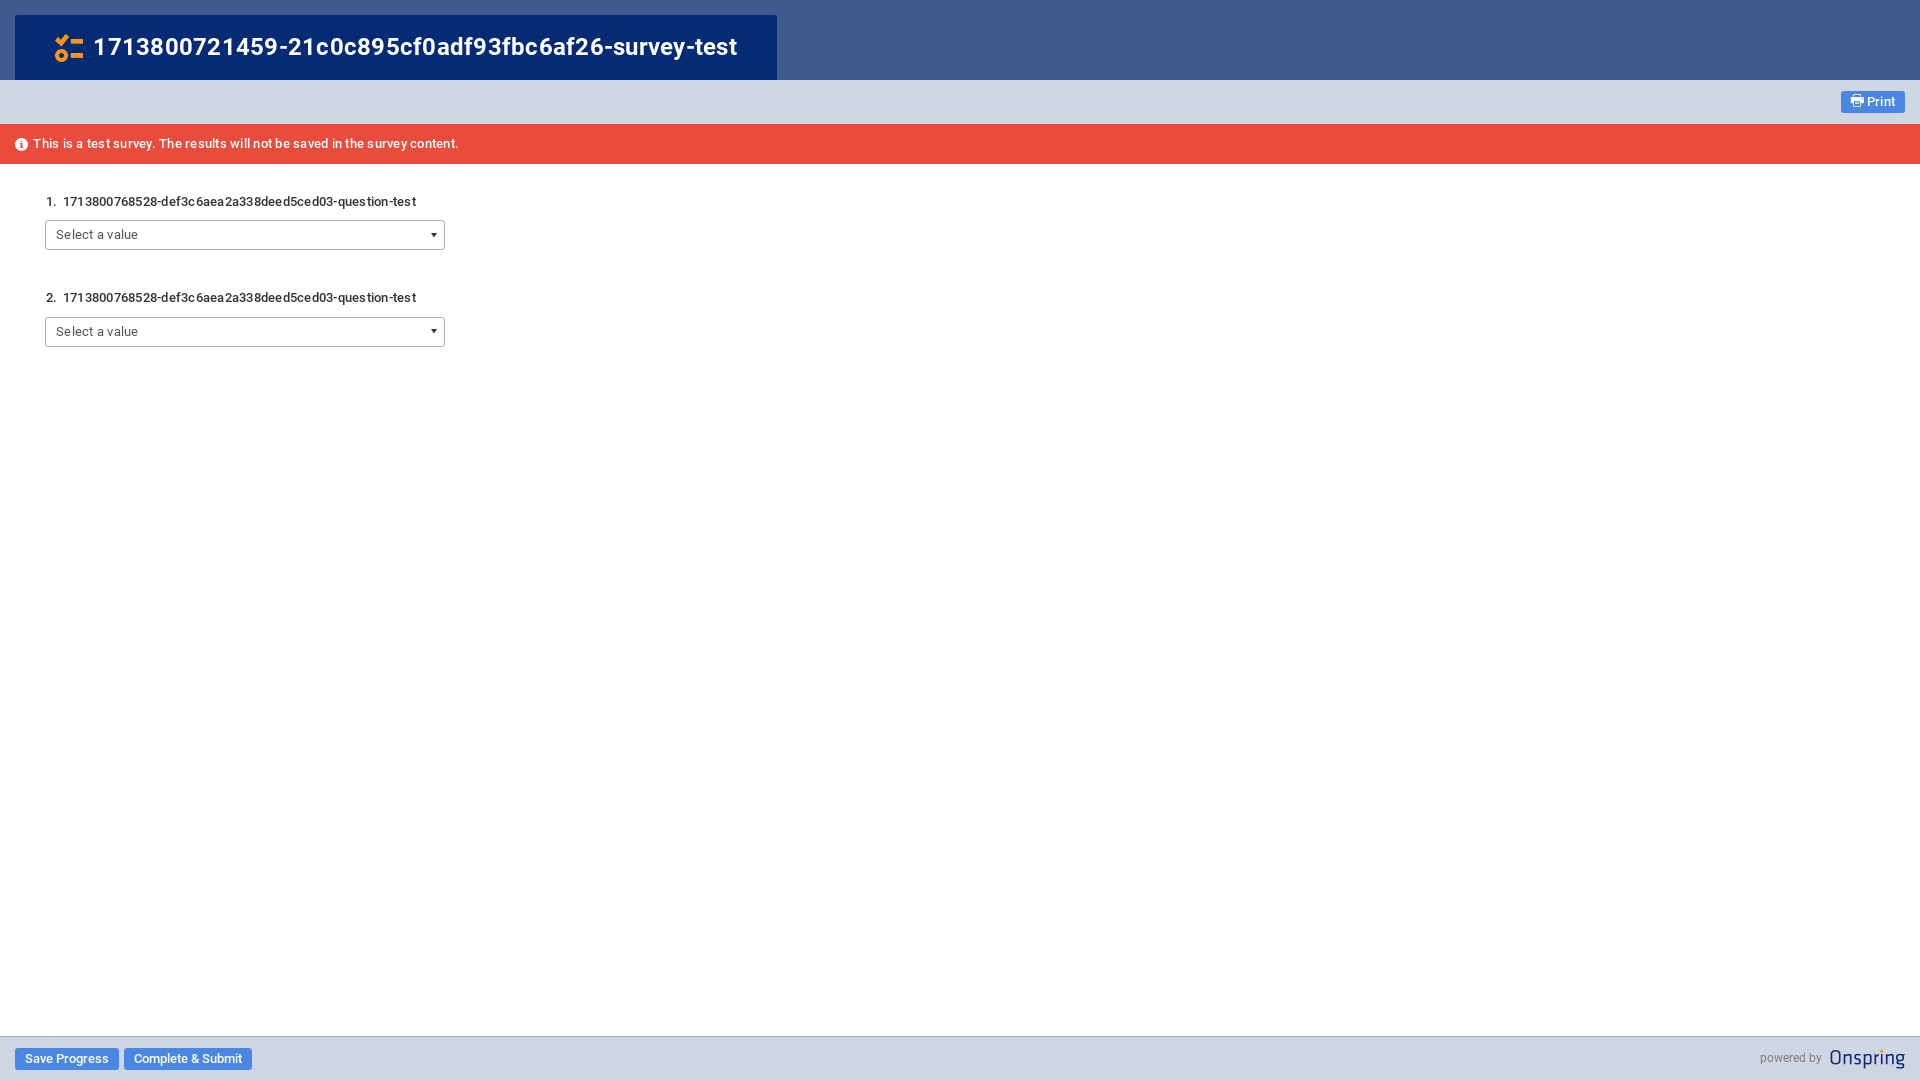 1713800721459-21c0c895cf0adf93fbc6af26-survey-test
Print
This is a test survey. The results will not be saved in the survey content.
1. 1713800768528-def3c6aea2a338deed5ced03-question-test
Select a value
2. 1713800768528-def3c6aea2a338deed5ced03-question-test
Select a value
Save Progress Complete & Submit
powered by Onspring